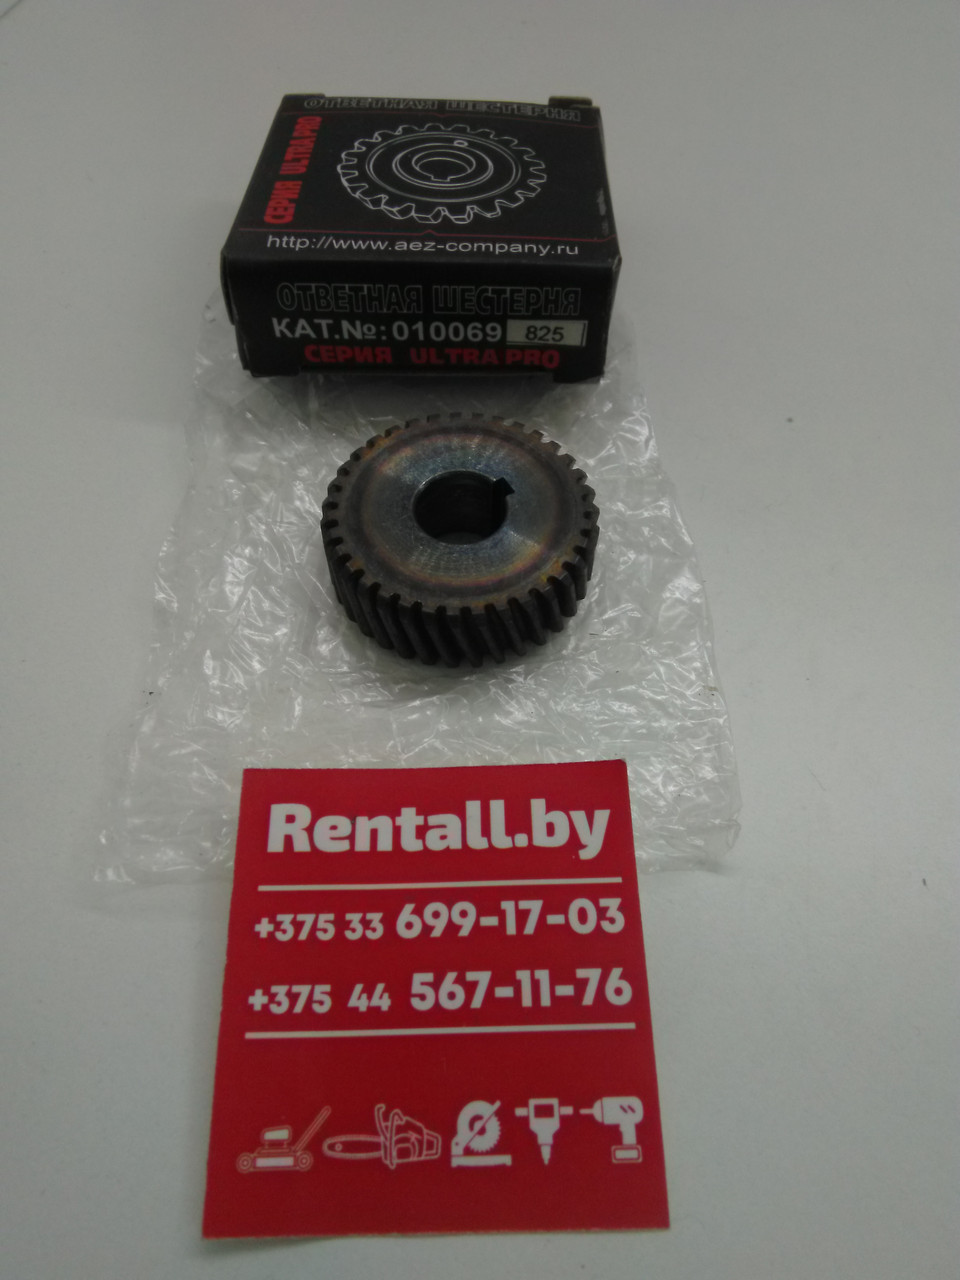 ОТВЕТНАЯ ШЕСТЕРНЯ
СЕРИЯ ULTRA PRO
http://www.aez-company.ru
ОТВЕТНАЯ ШЕСТЕРНЯ
КАТ.№:010069 825
СЕРИЯ ULTRA PRO
Rentall.by
+375 33 699-17-03
+375 44 567-11-76